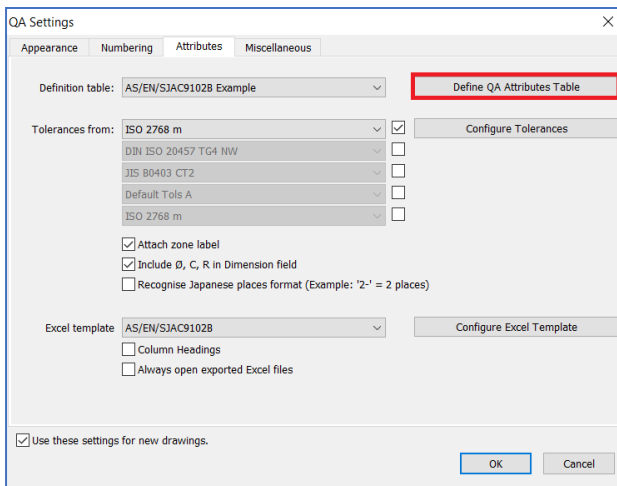 QA Settings
Appearance Numbering Attributes Miscellaneous
Definition table: AS/EN/SJAC9102B Example Define QA Attributes Table
Tolerances from: ISO 2768 m Configure Tolerances
DIN ISO 20457 TG4 NW
JIS B0403 CT2
Default Tols A
ISO 2768 m
Attach zone label
Include Ø, C, R in Dimension field
Recognise Japanese places format (Example: '2-' = 2 places)
Excel template AS/EN/SJAC9102B Configure Excel Template
Column Headings
Always open exported Excel files
Use these settings for new drawings.
OK Cancel